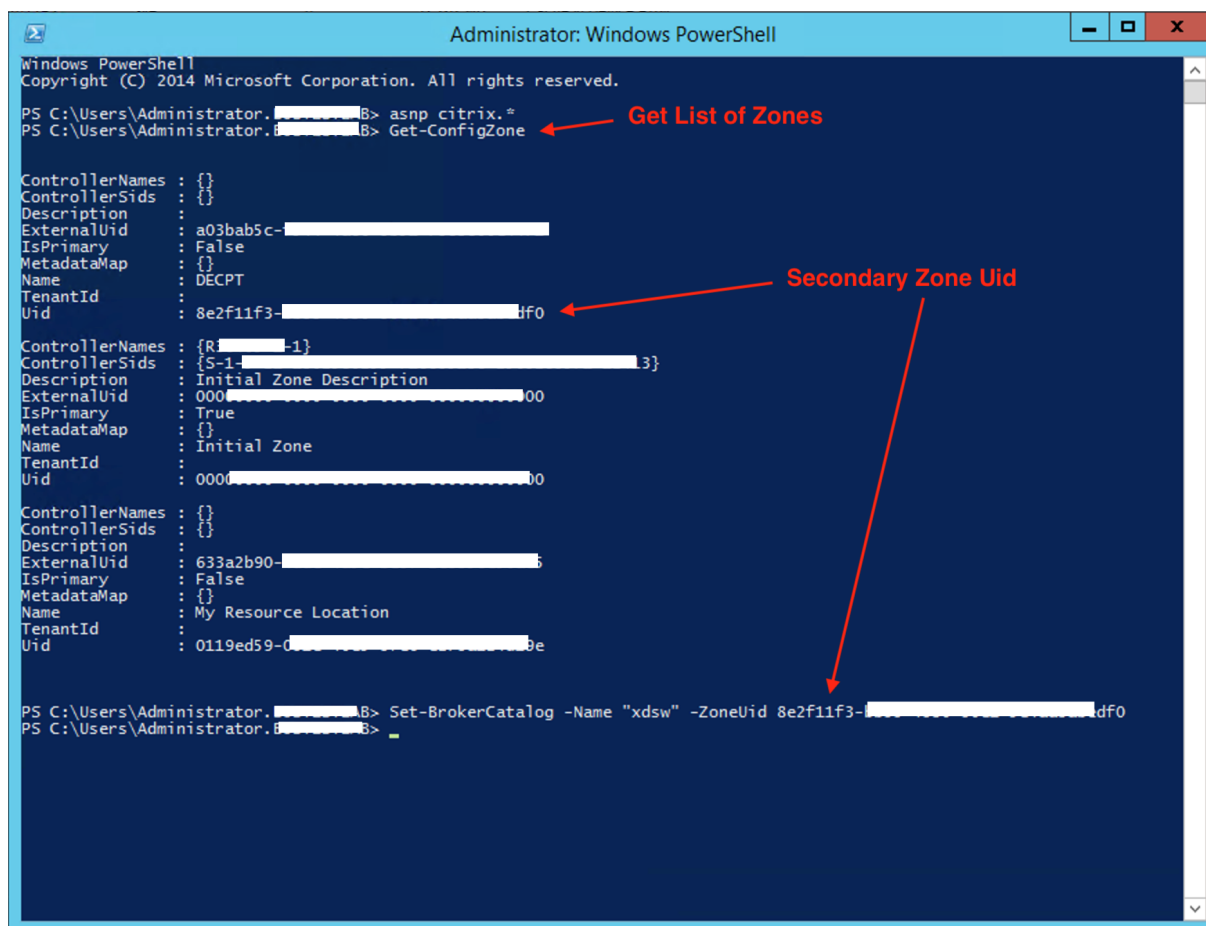 Administrator: Windows PowerShell
Windows PowerShell
Copyright (C) 2014 Microsoft Corporation. All rights reserved.
PS C:\Users\Administrator. B> asnp citrix.*
PS C:\Users\Administrator. B> Get-ConfigZone
Get List of Zones
ControllerNames : {}
ControllerSids : {}
Description :
ExternalUid : a03bab5c-
IsPrimary : False
MetadataMap : {}
Name : DECPT
TenantId :
Uid : 8e2f11f3- df0
Secondary Zone Uid
ControllerNames : { -1}
ControllerSids : {S-1- 13}
Description : Initial Zone Description
ExternalUid : 000 00
IsPrimary : True
MetadataMap : {}
Name : Initial Zone
TenantId :
Uid : 000 00
ControllerNames : {}
ControllerSids : {}
Description :
ExternalUid : 633a2b90-
IsPrimary : False
MetadataMap : {}
Name : My Resource Location
TenantId :
Uid : 0119ed59- 9e
PS C:\Users\Administrator. B> Set-BrokerCatalog -Name "xdsw" -ZoneUid 8e2f11f3- df0
PS C:\Users\Administrator. B>